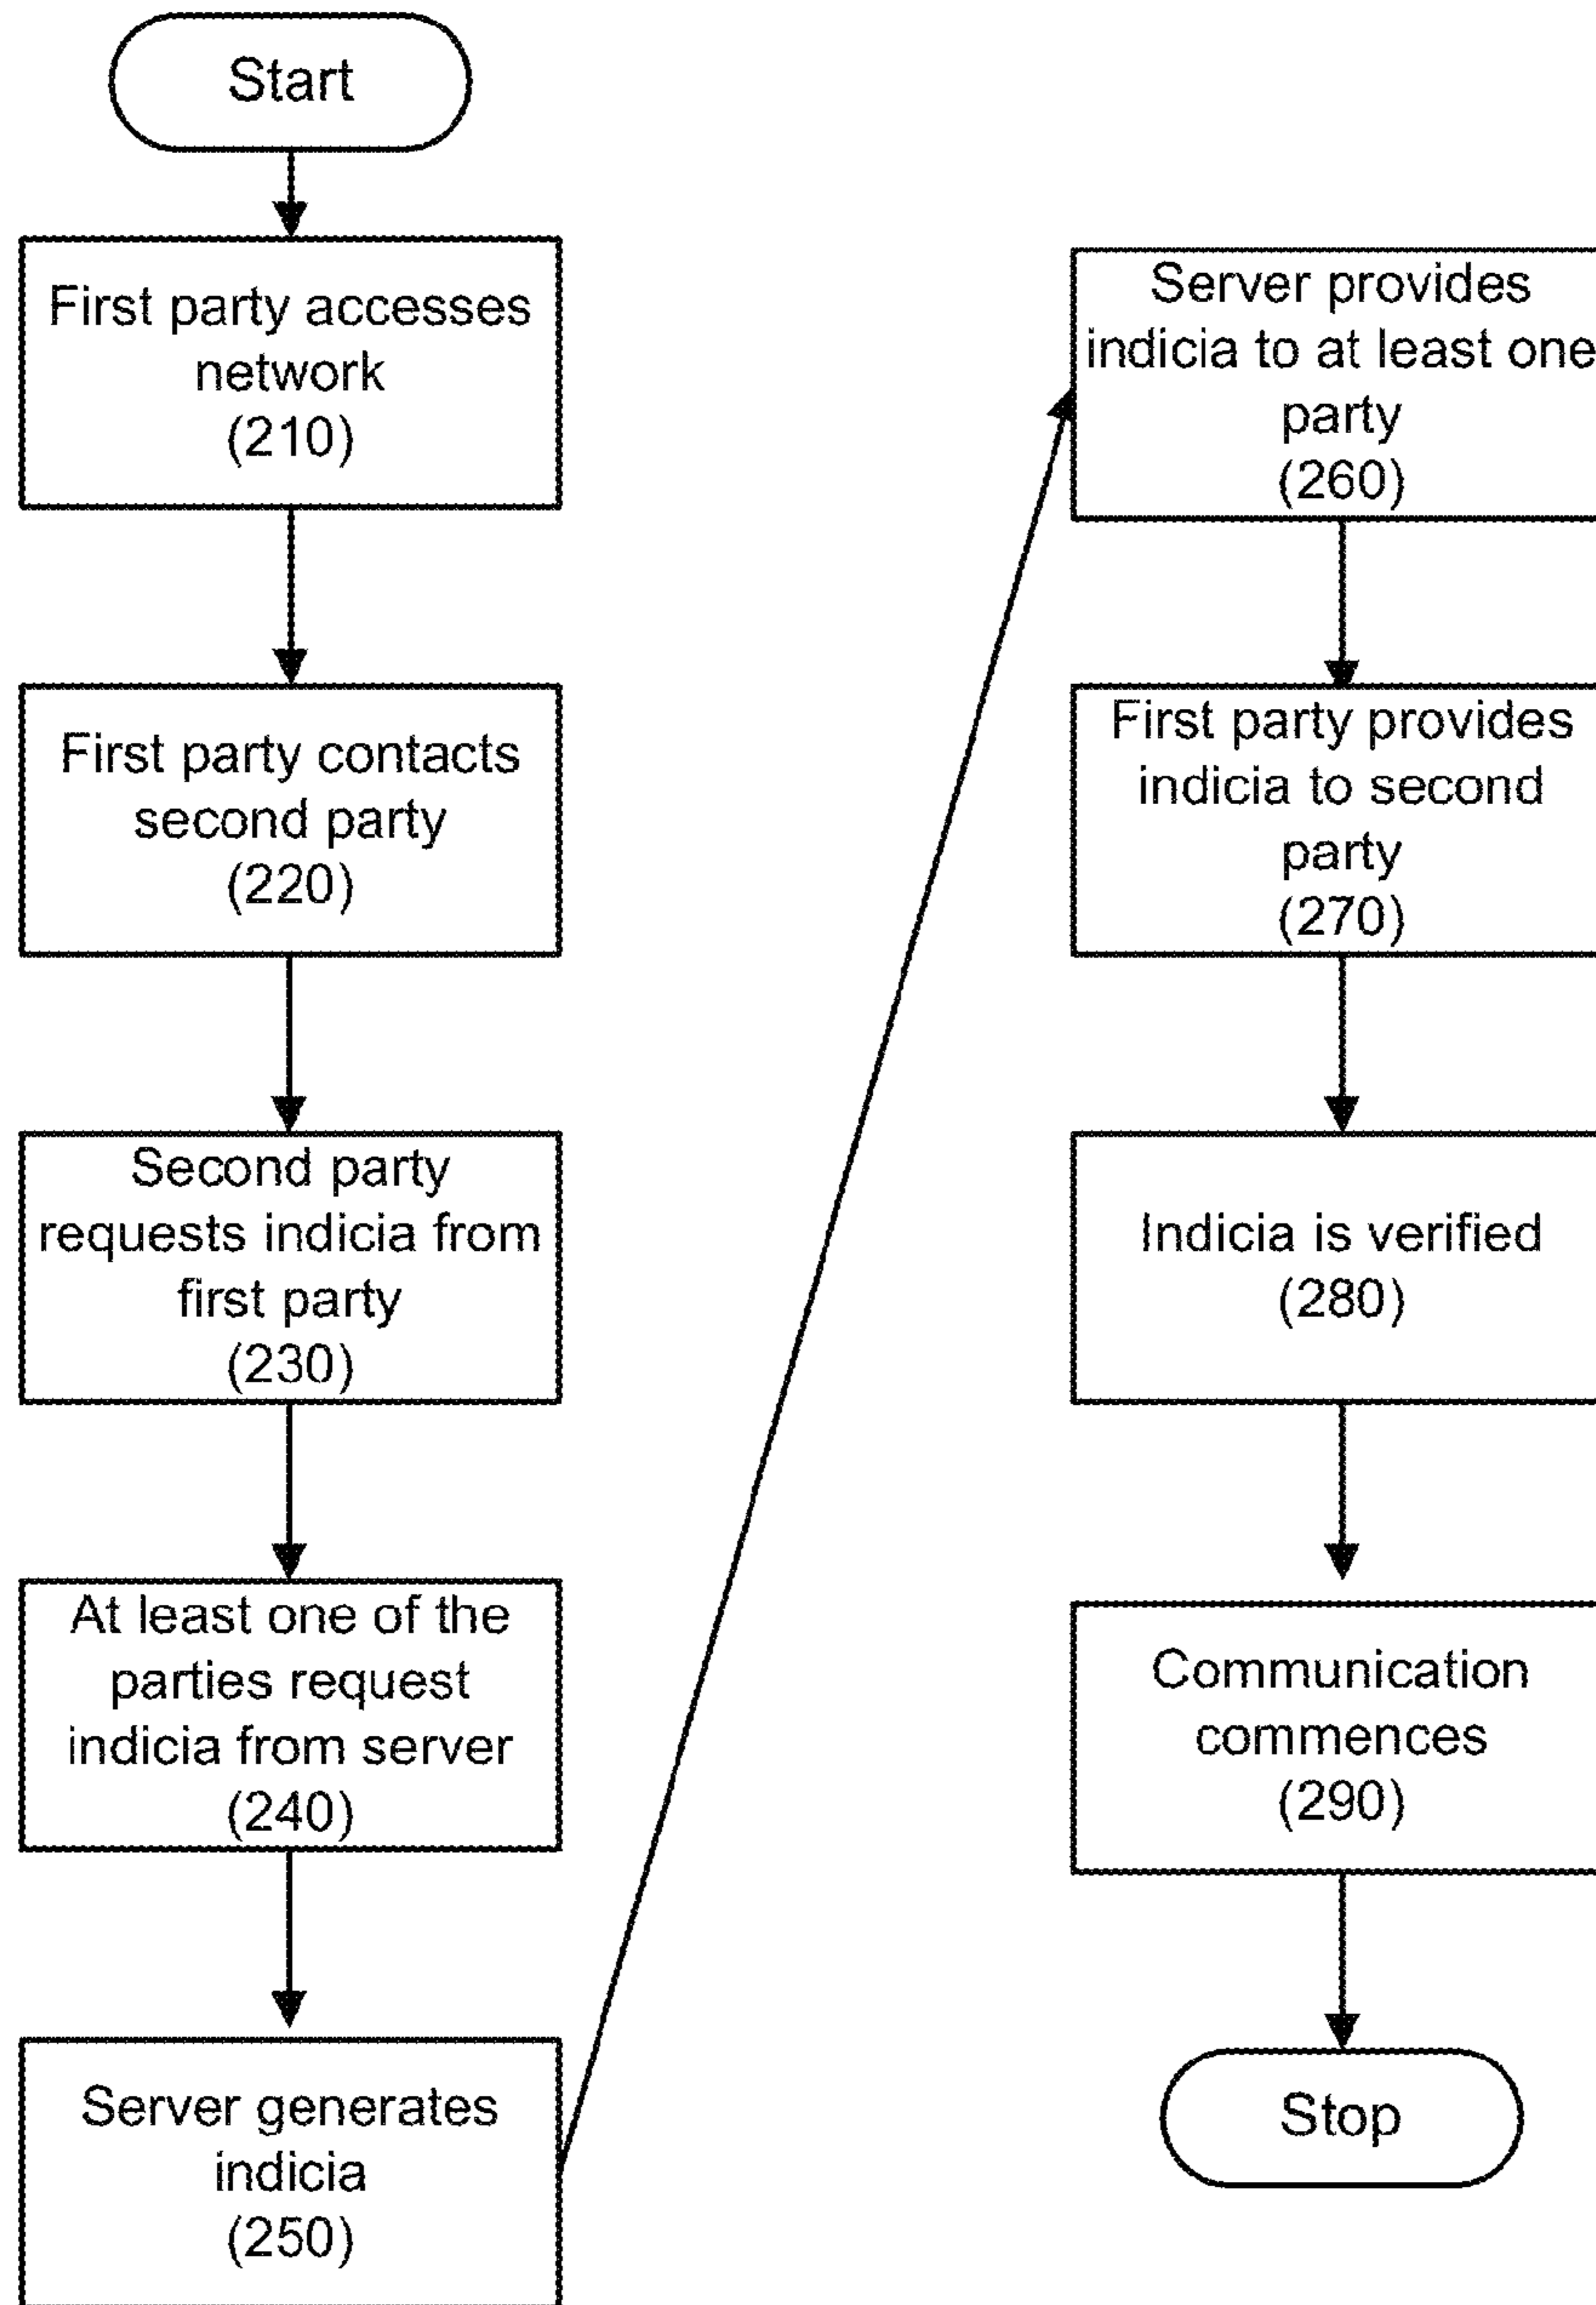 Start
First party accesses
network
(210)
First party contacts
second party
(220)
Second party
requests indicia from
first party
(230)
At least one of the
parties request
indicia from server
(240)
Server generates
indicia
(250)
Server provides
indicia to at least one
party
(260)
First party provides
indicia to second
party
(270)
Indicia is verified
(280)
Communication
commences
(290)
Stop